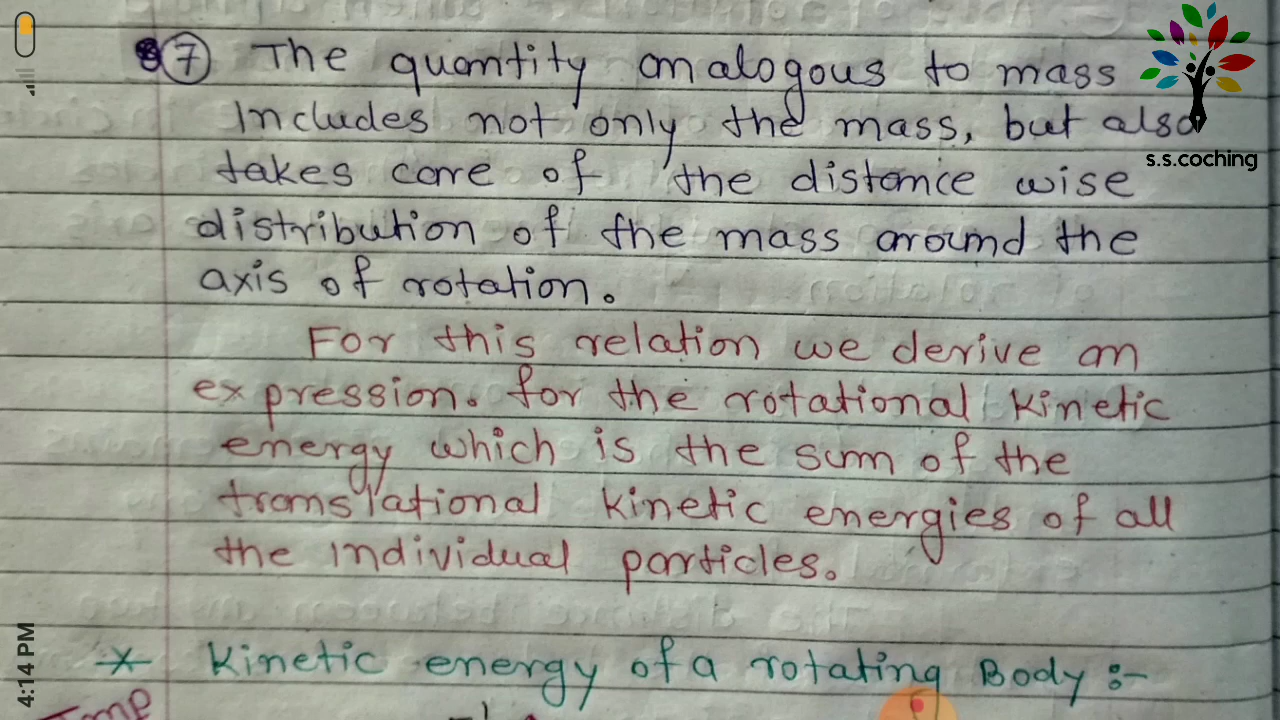 7 The quantity analogous to mass
Includes not only the mass, but also
s.s.coching
takes care of the distance wise
distribution of the mass around the
axis of rotation.
For this relation we derive an
expression. for the rotational kinetic
energy which is the sum of the
translational kinetic energies of all
the Individual particles.
* Kinetic energy of a rotating Body :-
Imp
4:14 PM